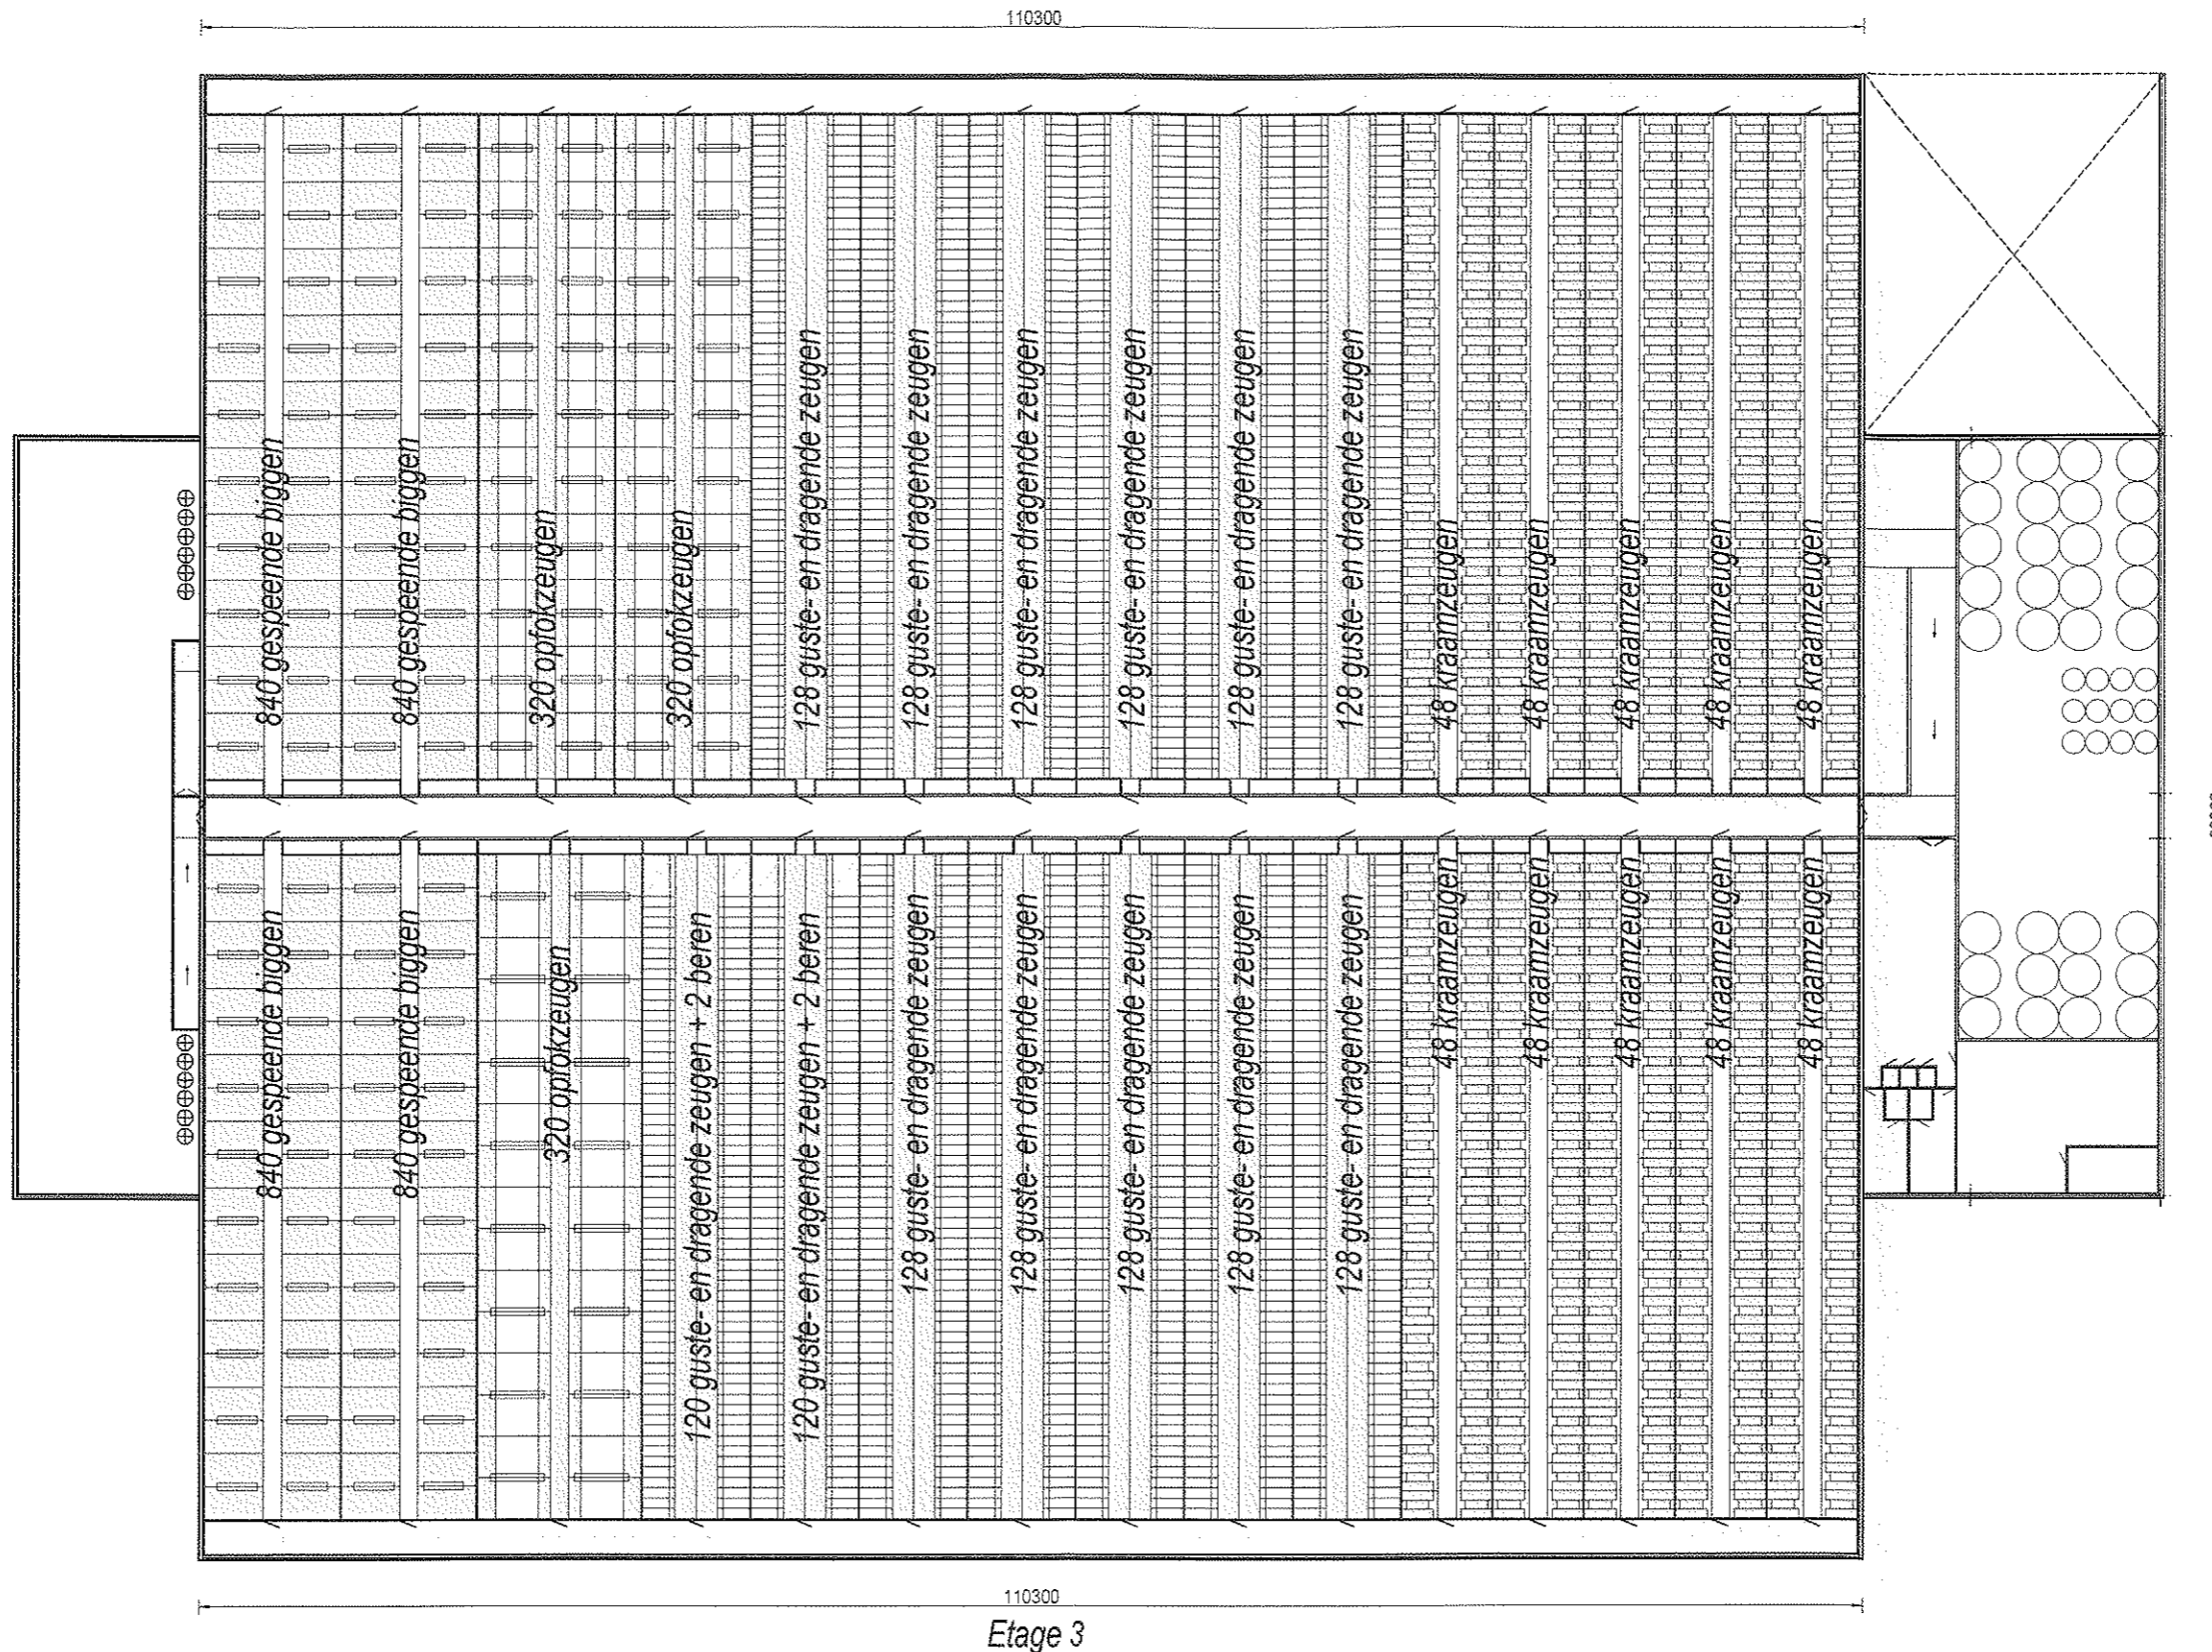 110300
840 gespeende biggen
840 gespeende biggen
320 opfokzeugen
320 opfokzeugen
128 guste- en dragende zeugen
128 guste- en dragende zeugen
128 guste- en dragende zeugen
128 guste- en dragende zeugen
128 guste- en dragende zeugen
128 guste- en dragende zeugen
48 kraamzeugen
48 kraamzeugen
48 kraamzeugen
48 kraamzeugen
48 kraamzeugen
840 gespeende biggen
840 gespeende biggen
320 opfokzeugen
120 guste- en dragende zeugen + 2 beren
120 guste- en dragende zeugen + 2 beren
128 guste- en dragende zeugen
128 guste- en dragende zeugen
128 guste- en dragende zeugen
128 guste- en dragende zeugen
128 guste- en dragende zeugen
48 kraamzeugen
48 kraamzeugen
48 kraamzeugen
48 kraamzeugen
48 kraamzeugen
110300
Etage 3